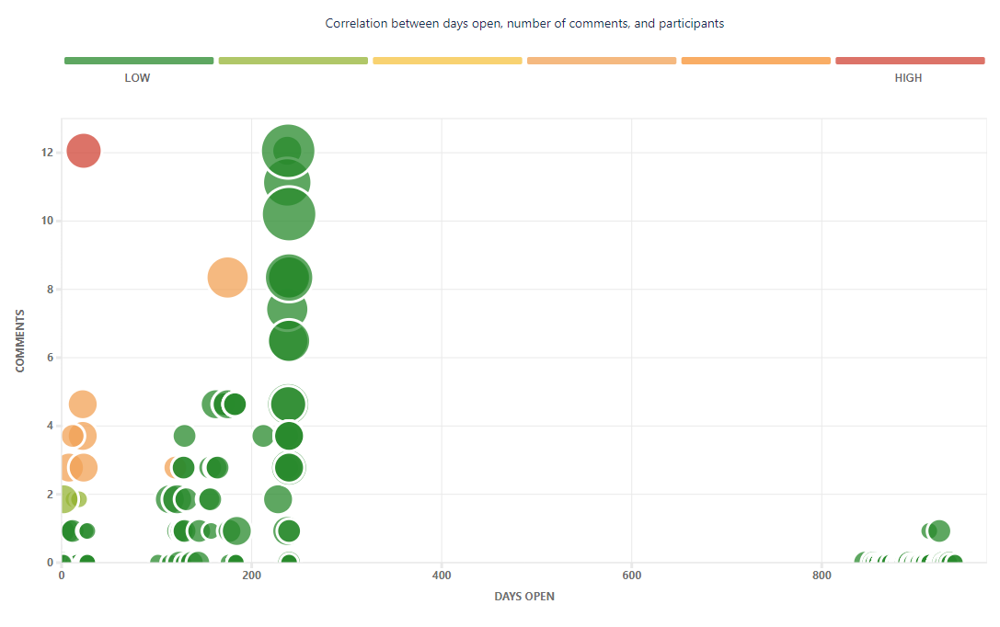 Correlation between days open, number of comments, and participants
LOW
HIGH
12
10
8
6
4
2
0
COMMENTS
0
200
400
600
800
DAYS OPEN